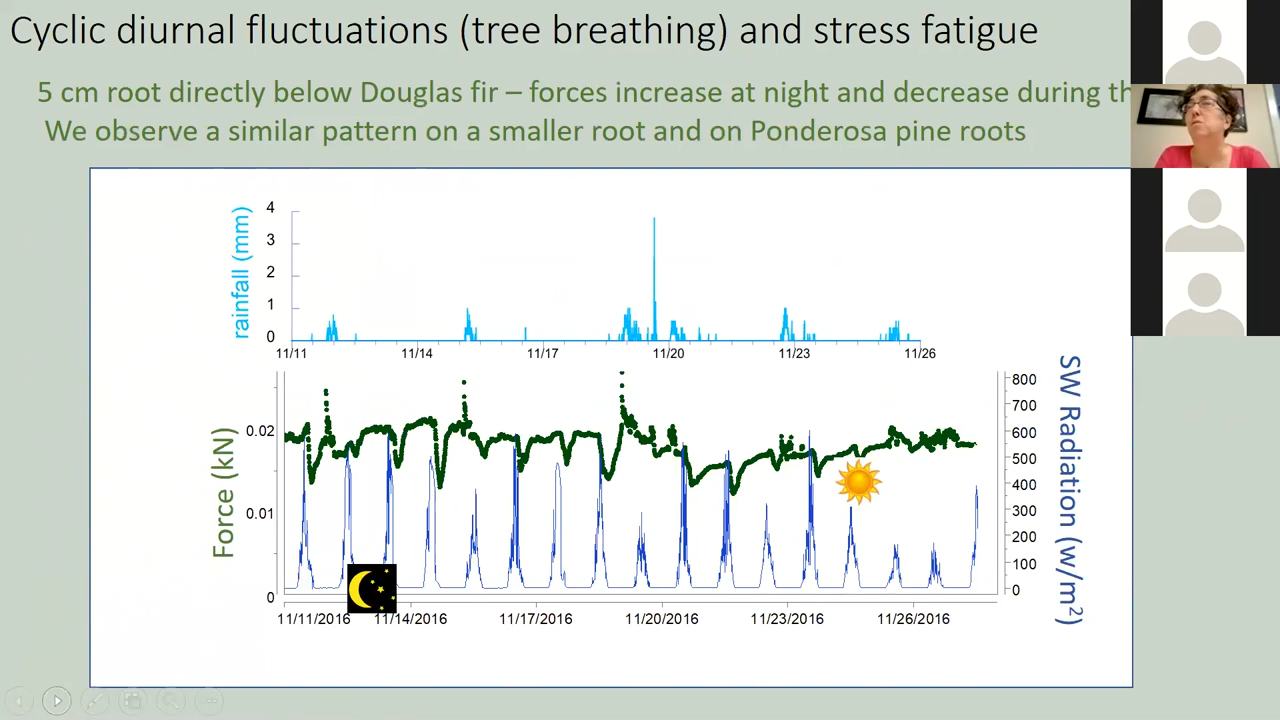 Cyclic diurnal fluctuations (tree breathing) and stress fatigue
5 cm root directly below Douglas fir – forces increase at night and decrease during th
We observe a similar pattern on a smaller root and on Ponderosa pine roots
rainfall (mm)
4
3
2
1
0
11/11 11/14 11/17 11/20 11/23 11/26
Force (kN)
0.02
0.01
0
SW Radiation (w/m²)
800
700
600
500
400
300
200
100
0
11/11/2016 11/14/2016 11/17/2016 11/20/2016 11/23/2016 11/26/2016